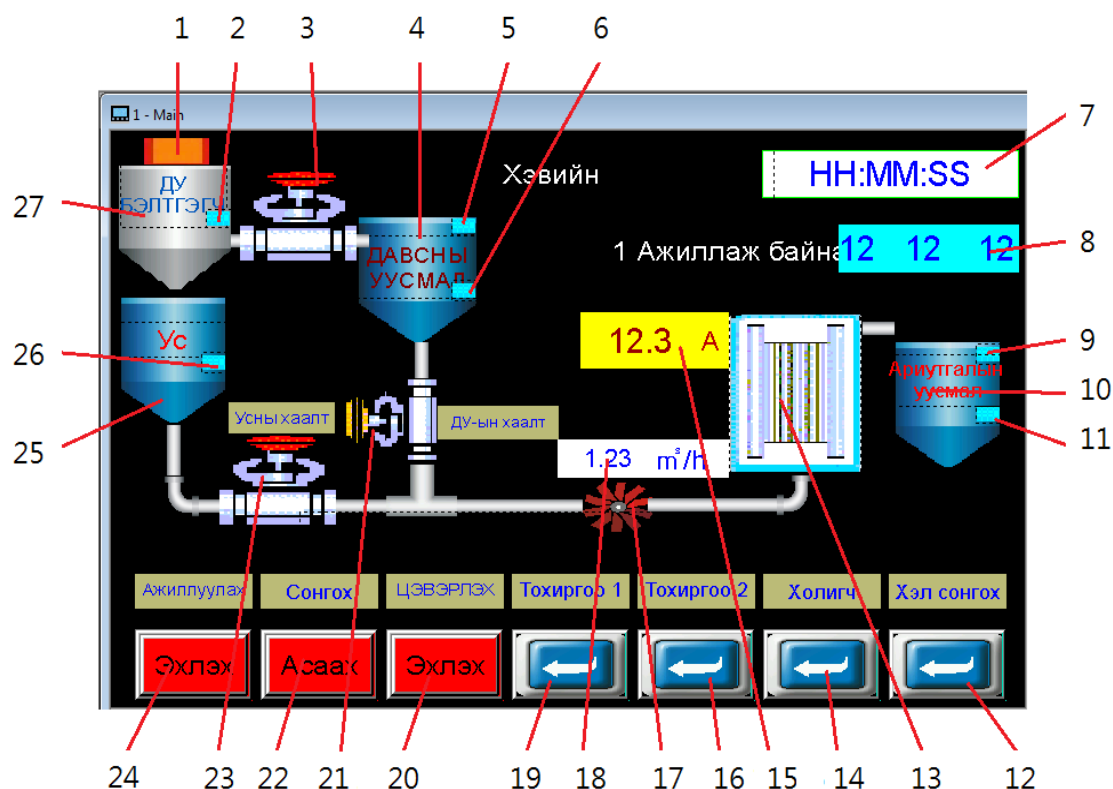 1 2 3 4 5 6
1 - Main
7
ДУ
БЭЛТГЭГЧ
Хэвийн
HH:MM:SS
27
ДАВСНЫ
УУСМАЛ
1 Ажиллаж байна
12 12 12
8
Ус
12.3 A
9
26
Ариутгалын
уусмал
10
Усны хаалт
ДУ-ын хаалт
11
25
1.23 m³/h
Ажиллуулах
Сонгох
ЦЭВЭРЛЭХ
Тохиргоо 1
Тохиргоо 2
Холигч
Хэл сонгох
Эхлэх
Асаах
Эхлэх
24 23 22 21 20 19 18 17 16 15 14 13 12